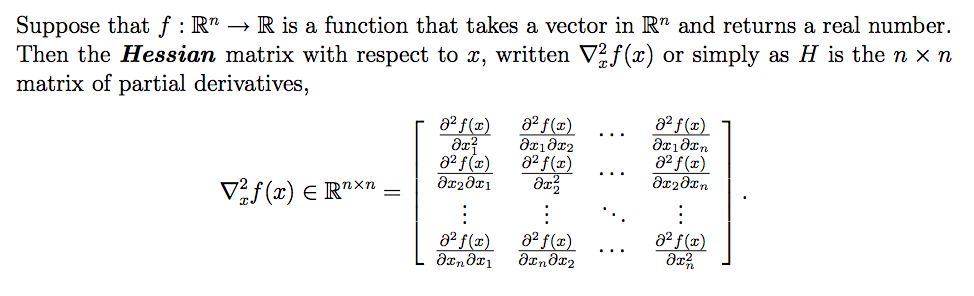 Suppose that f : ℝⁿ → ℝ is a function that takes a vector in ℝⁿ and returns a real number.
Then the Hessian matrix with respect to x, written ∇²ₓf(x) or simply as H is the n × n
matrix of partial derivatives,
∇²ₓf(x) ∈ ℝⁿˣⁿ = [ ∂²f(x)/∂x₁² ∂²f(x)/∂x₁∂x₂ ⋯ ∂²f(x)/∂x₁∂xₙ
∂²f(x)/∂x₂∂x₁ ∂²f(x)/∂x₂² ⋯ ∂²f(x)/∂x₂∂xₙ
⋮ ⋮ ⋱ ⋮
∂²f(x)/∂xₙ∂x₁ ∂²f(x)/∂xₙ∂x₂ ⋯ ∂²f(x)/∂xₙ² ] .